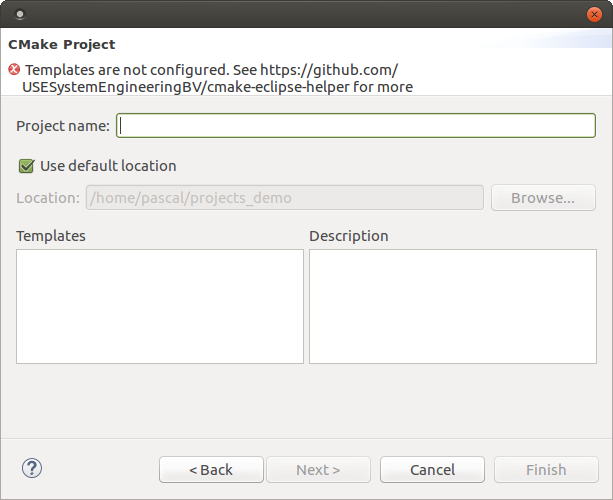 CMake Project
Templates are not configured. See https://github.com/
USESystemEngineeringBV/cmake-eclipse-helper for more
Project name:
Use default location
Location: /home/pascal/projects_demo Browse...
Templates Description
? < Back Next > Cancel Finish